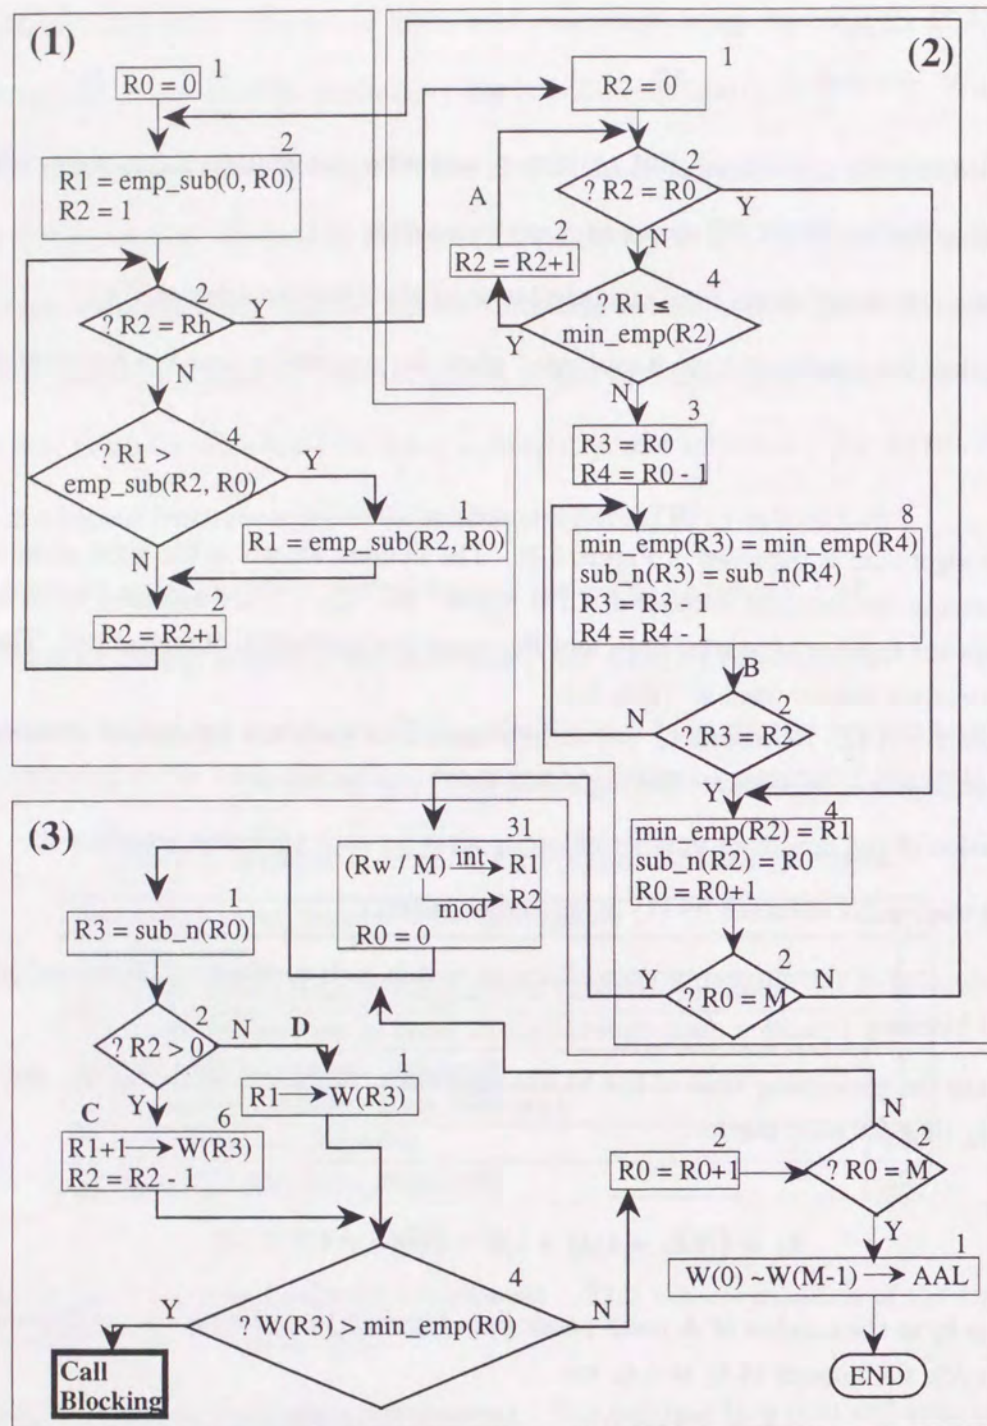 (1)
R0 = 0
1
2
R1 = emp_sub(0, R0)
R2 = 1
2
? R2 = Rh
Y
N
4
? R1 >
emp_sub(R2, R0)
Y
N
1
R1 = emp_sub(R2, R0)
2
R2 = R2+1
(2)
1
R2 = 0
2
? R2 = R0
Y
A
N
2
R2 = R2+1
4
? R1 ≧
min_emp(R2)
Y
N
3
R3 = R0
R4 = R0 - 1
8
min_emp(R3) = min_emp(R4)
sub_n(R3) = sub_n(R4)
R3 = R3 - 1
R4 = R4 - 1
B
2
? R3 = R2
N
Y
4
min_emp(R2) = R1
sub_n(R2) = R0
R0 = R0+1
2
? R0 = M
Y
N
(3)
31
(Rw / M) int R1
mod R2
R0 = 0
1
R3 = sub_n(R0)
2
? R2 > 0
N
D
Y
C
1
R1 W(R3)
6
R1+1 W(R3)
R2 = R2 - 1
4
? W(R3) > min_emp(R0)
Y
N
Call
Blocking
2
R0 = R0+1
2
? R0 = M
N
Y
1
W(0) ~W(M-1) AAL
END